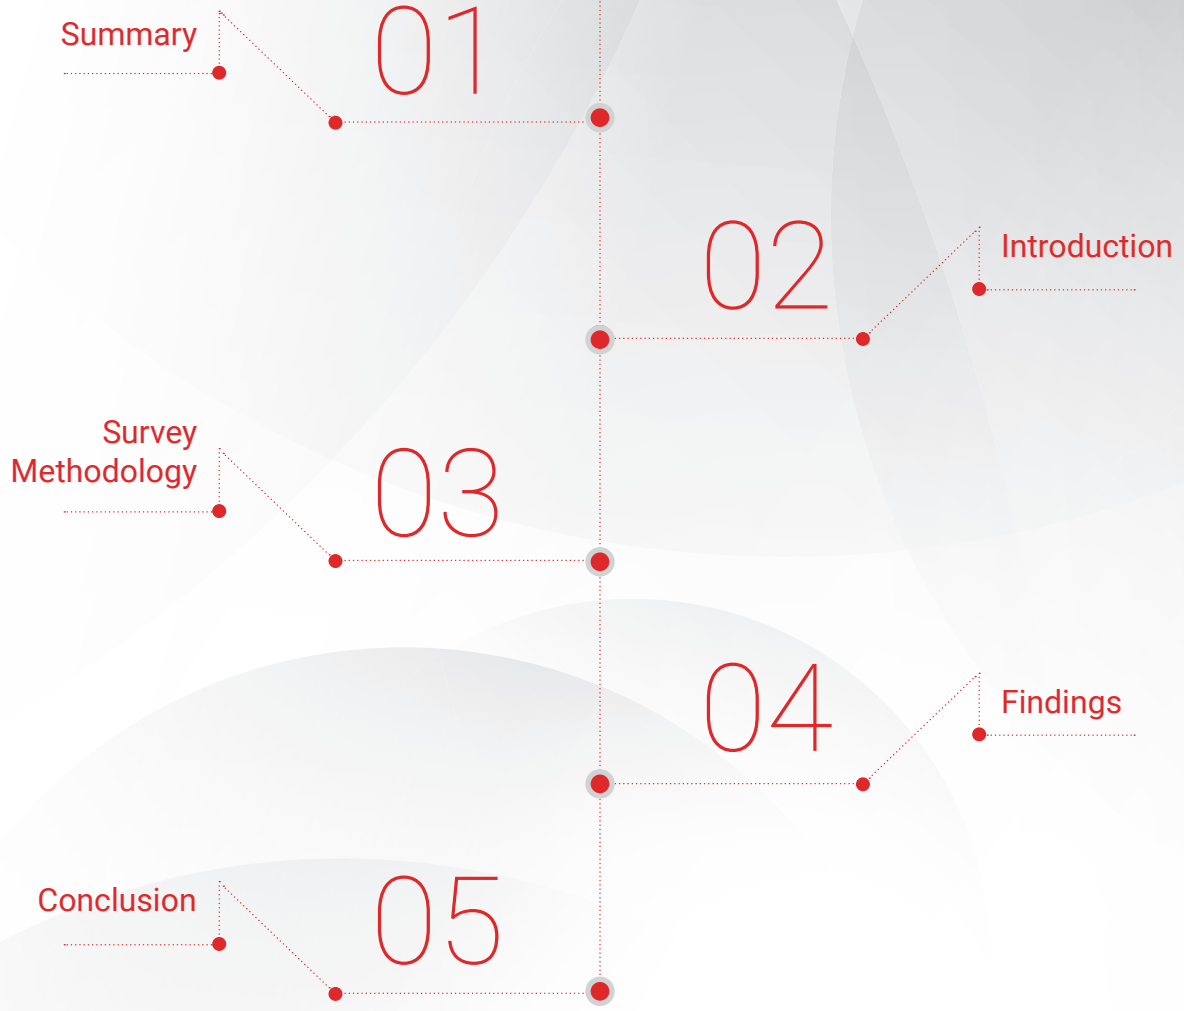 Summary
01
02
Introduction
Survey
Methodology
03
04
Findings
Conclusion
05